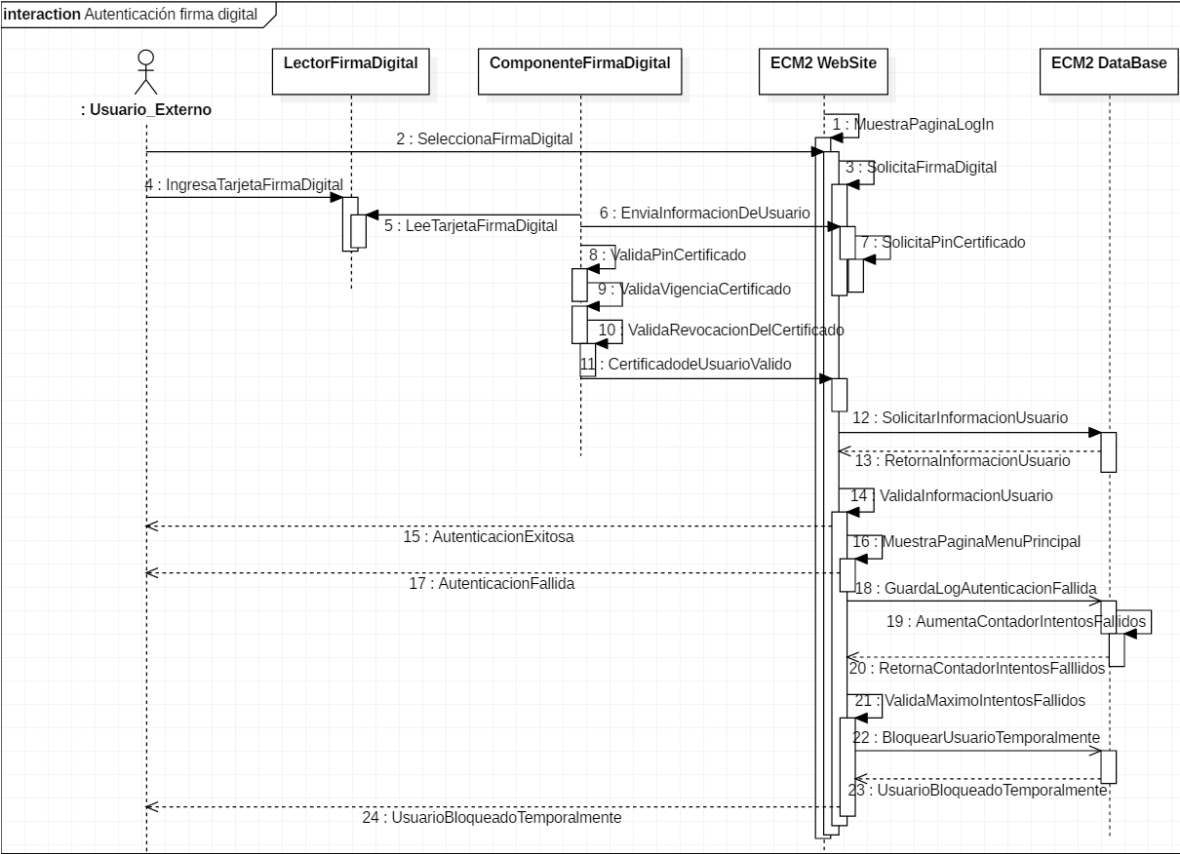 interaction Autenticación firma digital
LectorFirmaDigital
ComponenteFirmaDigital
ECM2 WebSite
ECM2 DataBase
: Usuario_Externo
1 : MuestraPaginaLogIn
2 : SeleccionaFirmaDigital
3 : SolicitaFirmaDigital
4 : IngresaTarjetaFirmaDigital
5 : LeeTarjetaFirmaDigital
6 : EnviaInformacionDeUsuario
7 : SolicitaPinCertificado
8 : ValidaPinCertificado
9 : ValidaVigenciaCertificado
10 : ValidaRevocacionDelCertificado
11 : CertificadodeUsuarioValido
12 : SolicitarInformacionUsuario
13 : RetornaInformacionUsuario
14 : ValidaInformacionUsuario
15 : AutenticacionExitosa
16 : MuestraPaginaMenuPrincipal
17 : AutenticacionFallida
18 : GuardaLogAutenticacionFallida
19 : AumentaContadorIntentosFallidos
20 : RetornaContadorIntentosFalllidos
21 : ValidaMaximoIntentosFallidos
22 : BloquearUsuarioTemporalmente
23 : UsuarioBloqueadoTemporalmente
24 : UsuarioBloqueadoTemporalmente